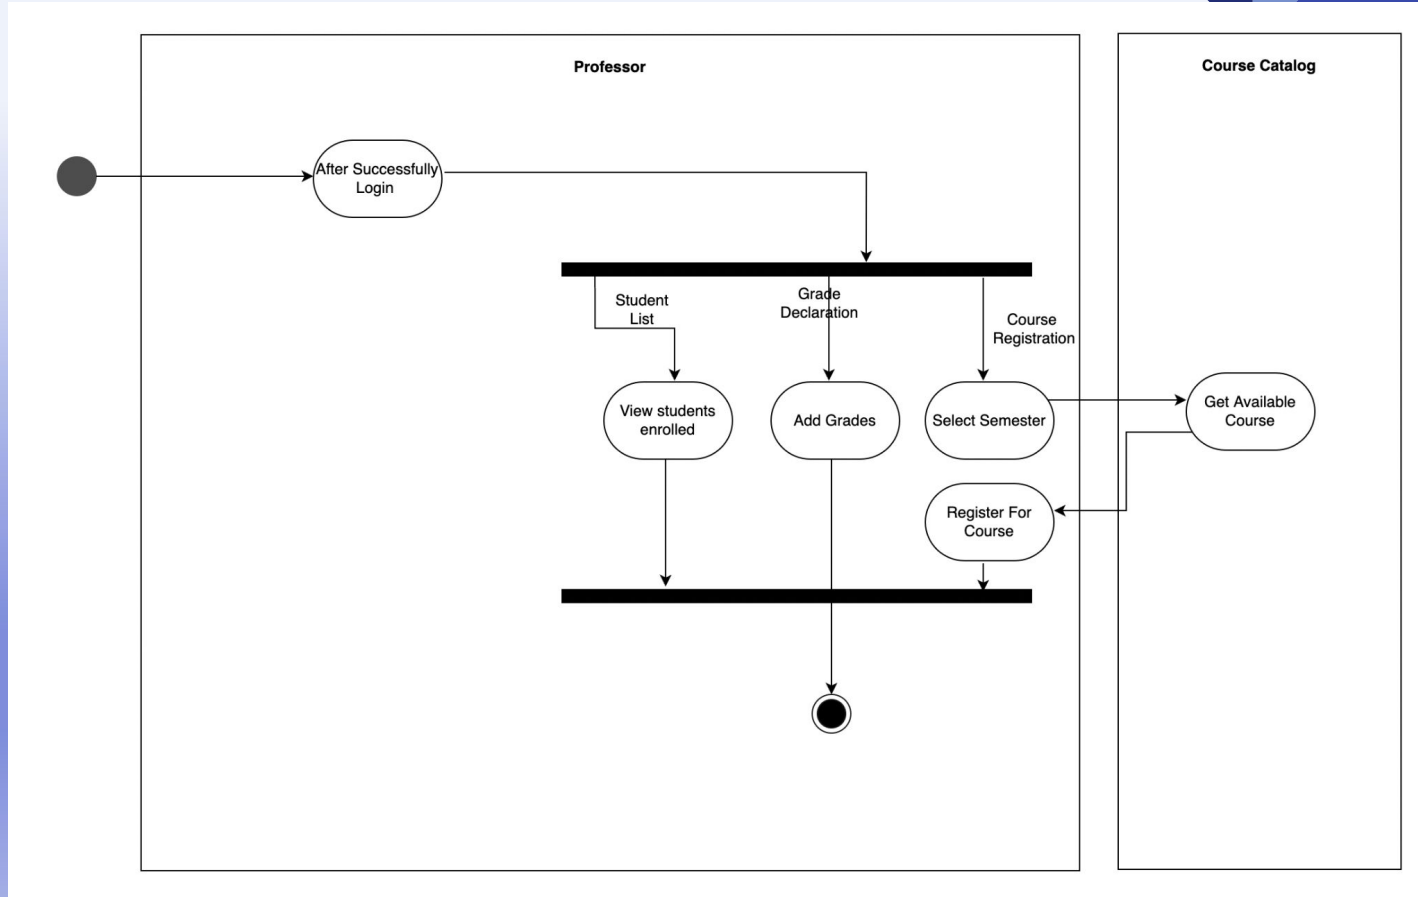 Professor
Course Catalog
After Successfully
Login
Student
List
Grade
Declaration
Course
Registration
View students
enrolled
Add Grades
Select Semester
Get Available
Course
Register For
Course